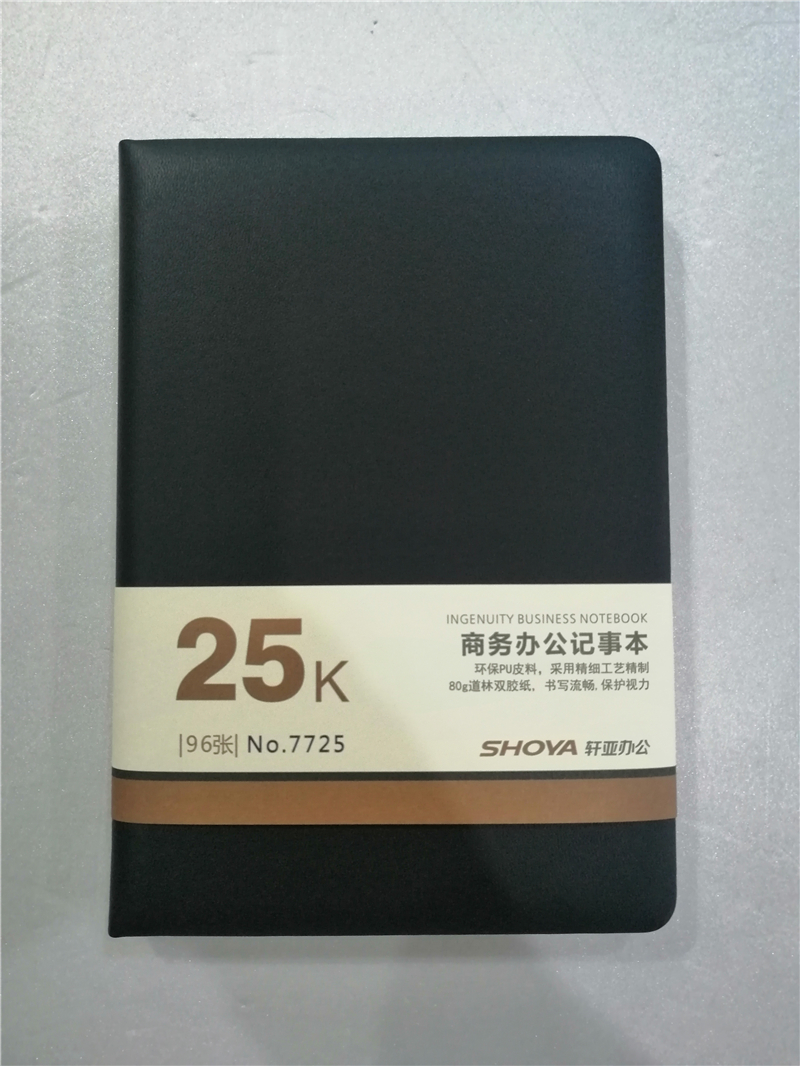 25K
|96张| No.7725
INGENUITY BUSINESS NOTEBOOK
商务办公记事本
环保PU皮料，采用精细工艺精制
80g道林双胶纸，书写流畅.保护视力
SHOYA 轩亚办公